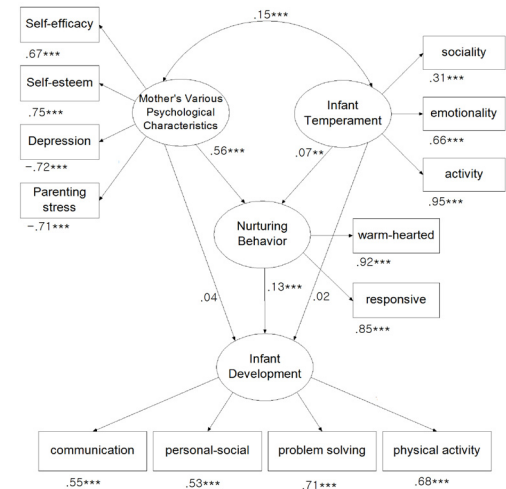 Self-efficacy
.67***
Self-esteem
.75***
Depression
-.72***
Parenting
stress
-.71***
.15***
Mother's Various
Psychological
Characteristics
Infant
Temperament
sociality
.31***
emotionality
.66***
activity
.95***
.56***
.07**
Nurturing
Behavior
warm-hearted
.92***
responsive
.85***
.04
.13***
.02
Infant
Development
communication
.55***
personal-social
.53***
problem solving
.71***
physical activity
.68***